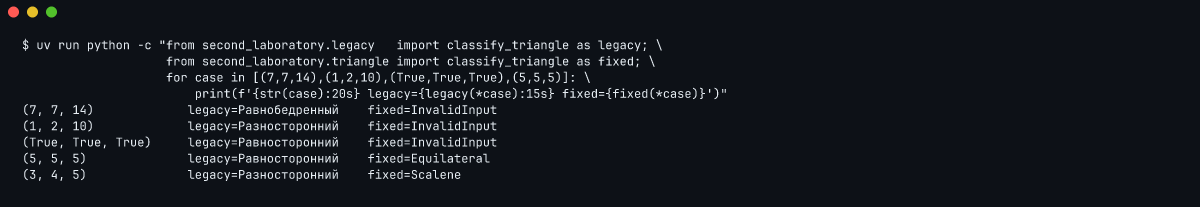 $ uv run python -c "from second_laboratory.legacy   import classify_triangle as legacy; \
from second_laboratory.triangle import classify_triangle as fixed; \
for case in [(7,7,14),(1,2,10),(True,True,True),(5,5,5)]: \
print(f'{str(case):20s} legacy={legacy(*case):15s} fixed={fixed(*case)}')"
(7, 7, 14)             legacy=Равнобедренный    fixed=InvalidInput
(1, 2, 10)             legacy=Разносторонний    fixed=InvalidInput
(True, True, True)     legacy=Равносторонний    fixed=InvalidInput
(5, 5, 5)              legacy=Равносторонний    fixed=Equilateral
(3, 4, 5)              legacy=Разносторонний    fixed=Scalene